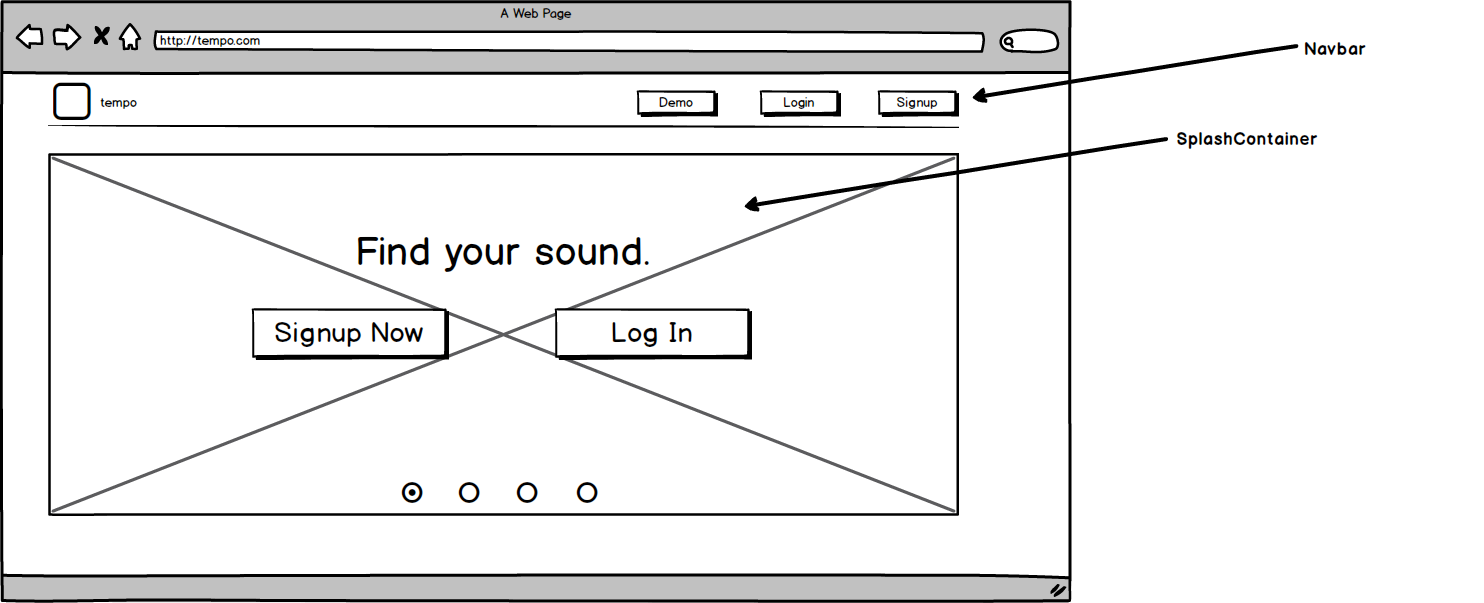 A Web Page
http://tempo.com
Navbar
tempo
Demo
Login
Signup
SplashContainer
Find your sound.
Signup Now
Log In